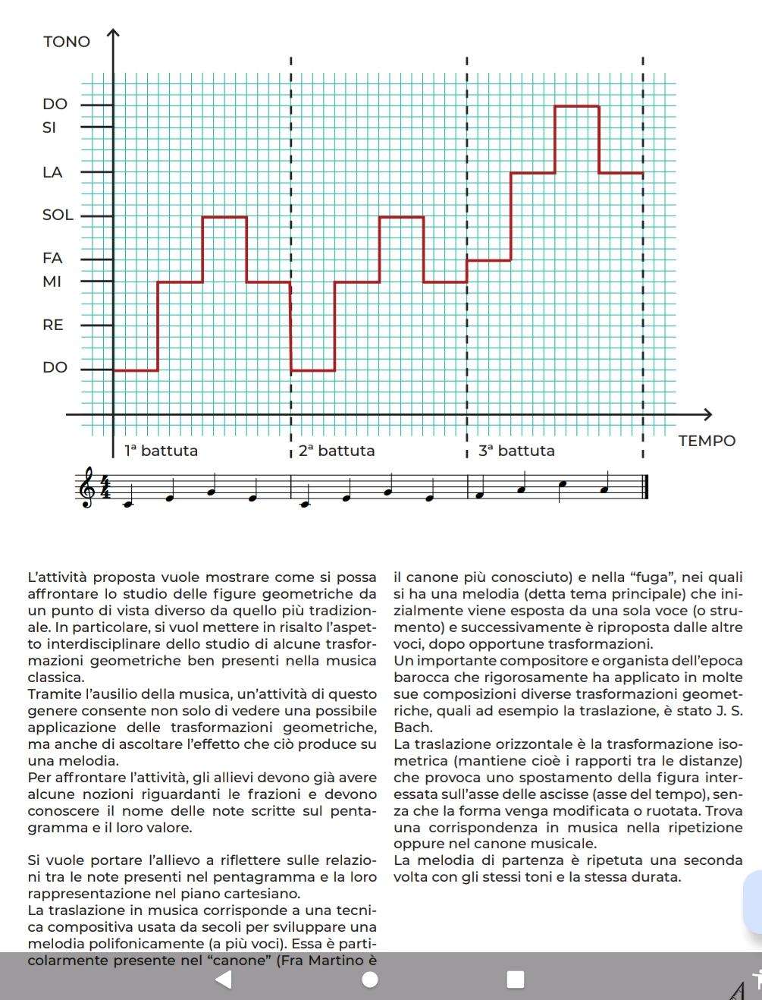 TONO
DO
SI
LA
SOL
FA
MI
RE
DO
TEMPO
1ª battuta
2ª battuta
3ª battuta
4
4
L'attività proposta vuole mostrare come si possa
affrontare lo studio delle figure geometriche da
un punto di vista diverso da quello più tradizion-
ale. In particolare, si vuol mettere in risalto l'aspet-
to interdisciplinare dello studio di alcune trasfor-
mazioni geometriche ben presenti nella musica
classica.
Tramite l'ausilio della musica, un'attività di questo
genere consente non solo di vedere una possibile
applicazione delle trasformazioni geometriche,
ma anche di ascoltare l'effetto che ciò produce su
una melodia.
Per affrontare l'attività, gli allievi devono già avere
alcune nozioni riguardanti le frazioni e devono
conoscere il nome delle note scritte sul penta-
gramma e il loro valore.
Si vuole portare l'allievo a riflettere sulle relazio-
ni tra le note presenti nel pentagramma e la loro
rappresentazione nel piano cartesiano.
La traslazione in musica corrisponde a una tecni-
ca compositiva usata da secoli per sviluppare una
melodia polifonicamente (a più voci). Essa è parti-
colarmente presente nel “canone” (Fra Martino è
il canone più conosciuto) e nella “fuga”, nei quali
si ha una melodia (detta tema principale) che ini-
zialmente viene esposta da una sola voce (o stru-
mento) e successivamente è riproposta dalle altre
voci, dopo opportune trasformazioni.
Un importante compositore e organista dell'epoca
barocca che rigorosamente ha applicato in molte
sue composizioni diverse trasformazioni geomet-
riche, quali ad esempio la traslazione, è stato J. S.
Bach.
La traslazione orizzontale è la trasformazione iso-
metrica (mantiene cioè i rapporti tra le distanze)
che provoca uno spostamento della figura inter-
essata sull'asse delle ascisse (asse del tempo), sen-
za che la forma venga modificata o ruotata. Trova
una corrispondenza in musica nella ripetizione
oppure nel canone musicale.
La melodia di partenza è ripetuta una seconda
volta con gli stessi toni e la stessa durata.